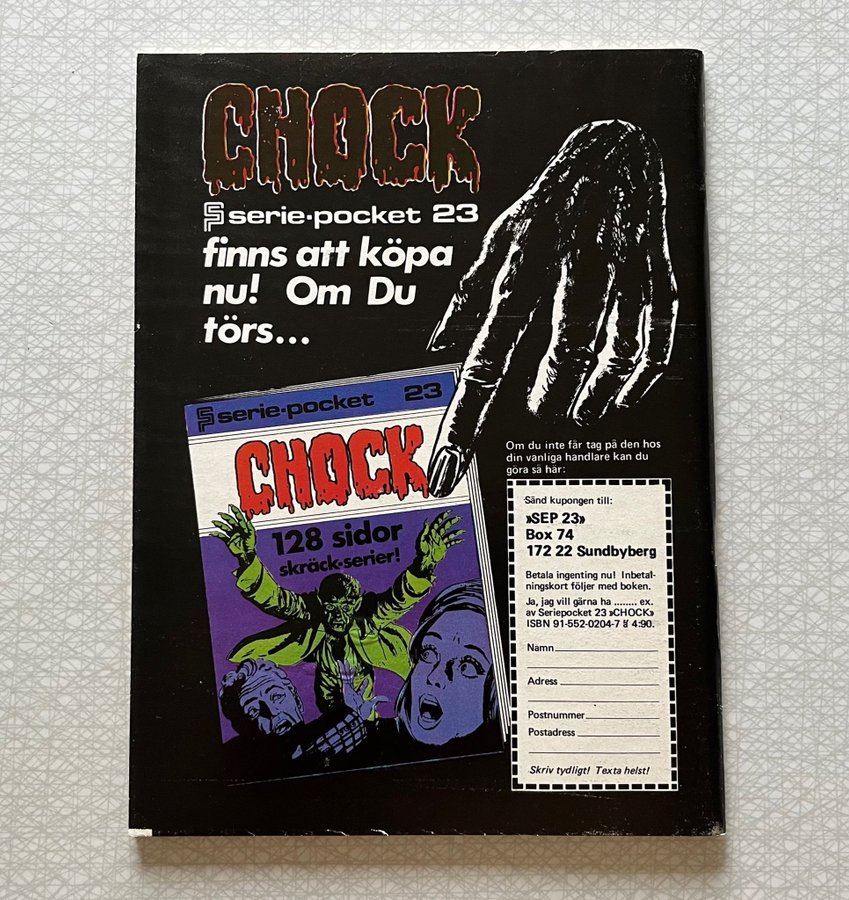 CHOCK
serie·pocket 23
finns att köpa
nu! Om Du
törs...
serie·pocket 23
CHOCK
128 sidor
skräck·serier!
Om du inte får tag på den hos
din vanliga handlare kan du
göra så här:
Sänd kupongen till:
»SEP 23»
Box 74
172 22 Sundbyberg
Betala ingenting nu! Inbetal-
ningskort följer med boken.
Ja, jag vill gärna ha ........ ex.
av Seriepocket 23 »CHOCK»
ISBN 91-552-0204-7 à 4:90.
Namn
Adress
Postnummer
Postadress
Skriv tydligt! Texta helst!